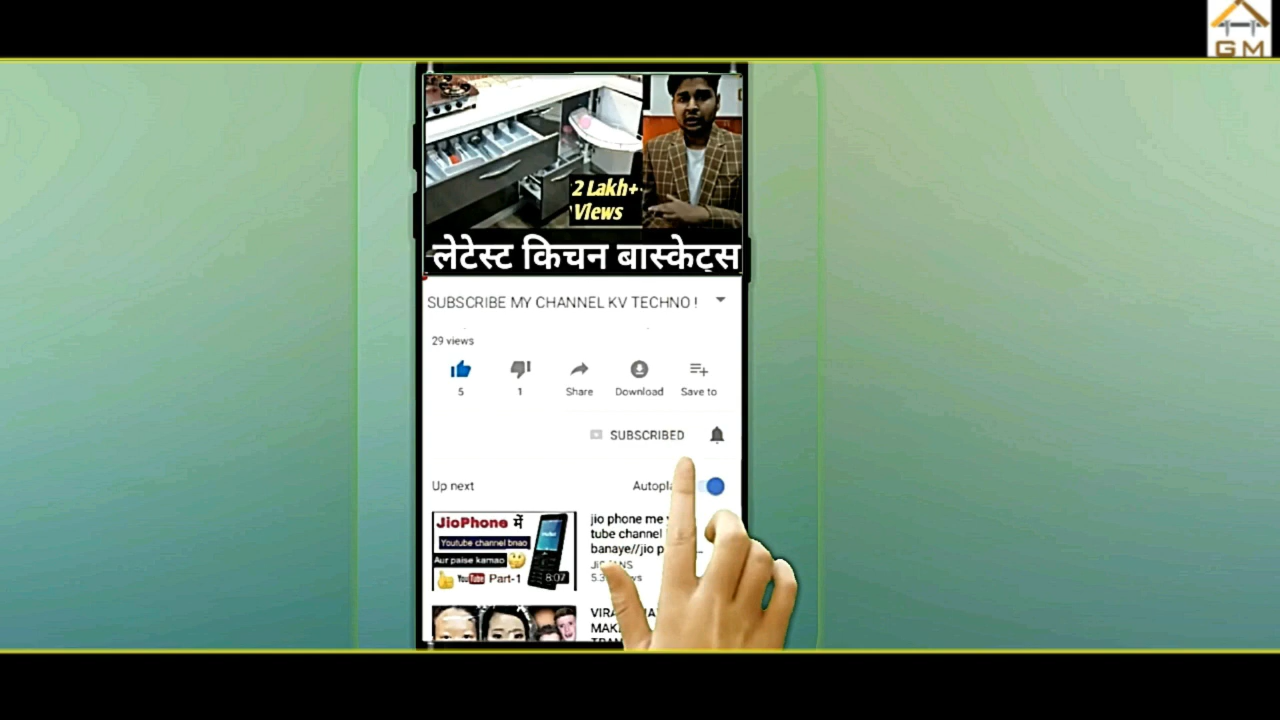 GM
2 Lakh+
Views
लेटेस्ट किचन बास्केट्स
SUBSCRIBE MY CHANNEL KV TECHNO !
29 views
5
1
Share
Download
Save to
SUBSCRIBED
Up next
JioPhone में
Youtube channel bnao
Aur paise kamao
YouTube Part-1
8:07
jio phone me
tube channel
banaye//jio